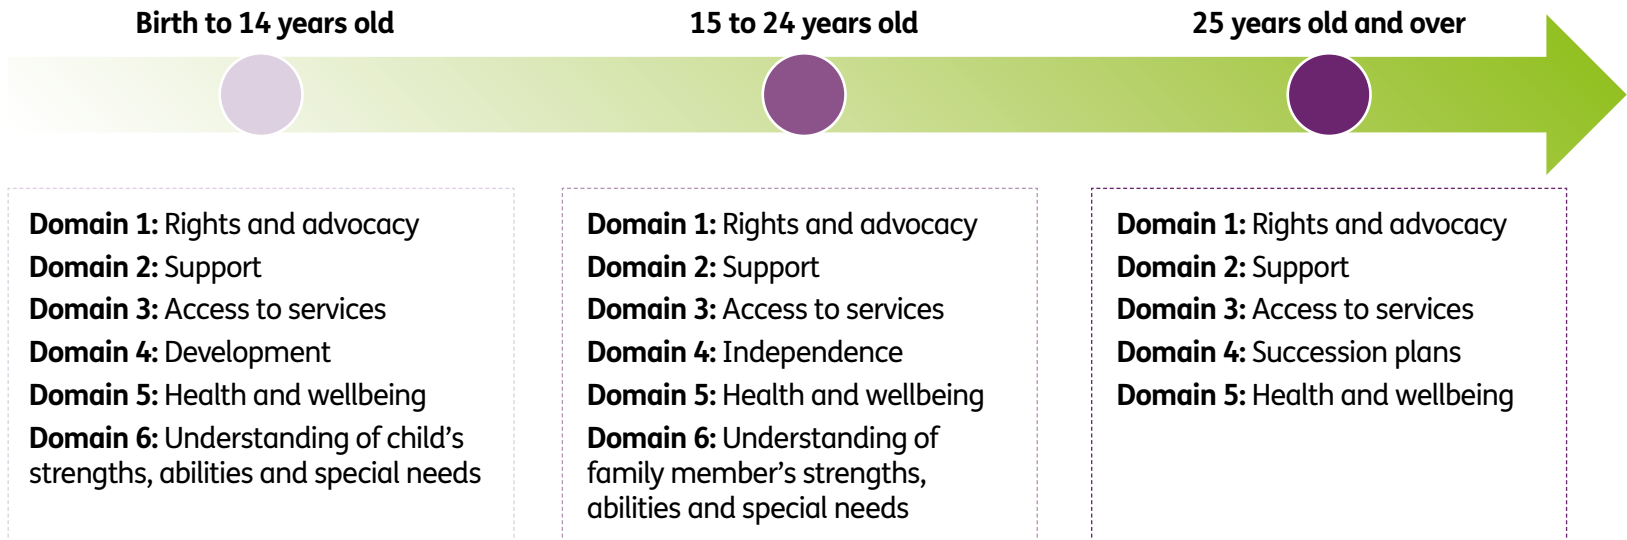 Birth to 14 years old
15 to 24 years old
25 years old and over
Domain 1: Rights and advocacy
Domain 2: Support
Domain 3: Access to services
Domain 4: Development
Domain 5: Health and wellbeing
Domain 6: Understanding of child’s
strengths, abilities and special needs
Domain 1: Rights and advocacy
Domain 2: Support
Domain 3: Access to services
Domain 4: Independence
Domain 5: Health and wellbeing
Domain 6: Understanding of
family member’s strengths,
abilities and special needs
Domain 1: Rights and advocacy
Domain 2: Support
Domain 3: Access to services
Domain 4: Succession plans
Domain 5: Health and wellbeing